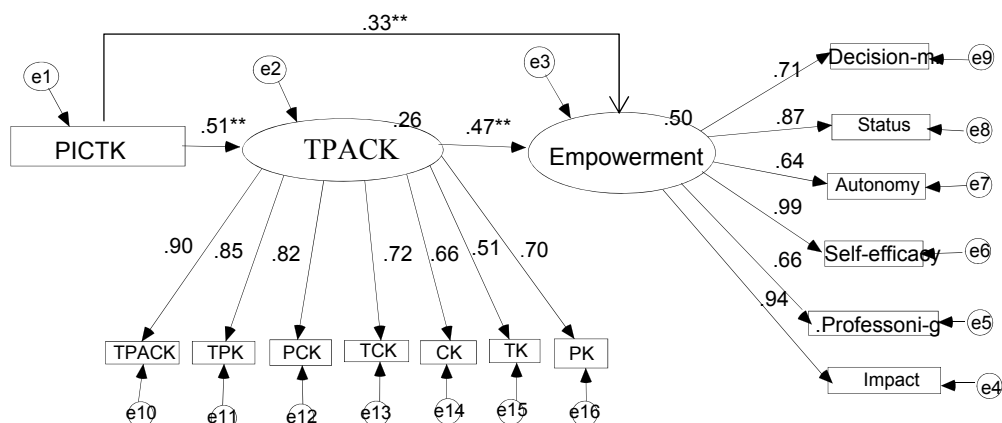 .33**
e1
e2
e3
.51**
.26
.47**
.50
PICTK
TPACK
Empowerment
.71
Decision-m
e9
.87
Status
e8
.64
Autonomy
e7
.99
Self-efficacy
e6
.66
.Professoni-g
e5
.94
Impact
e4
.90
.85
.82
.72
.66
.51
.70
TPACK
TPK
PCK
TCK
CK
TK
PK
e10
e11
e12
e13
e14
e15
e16